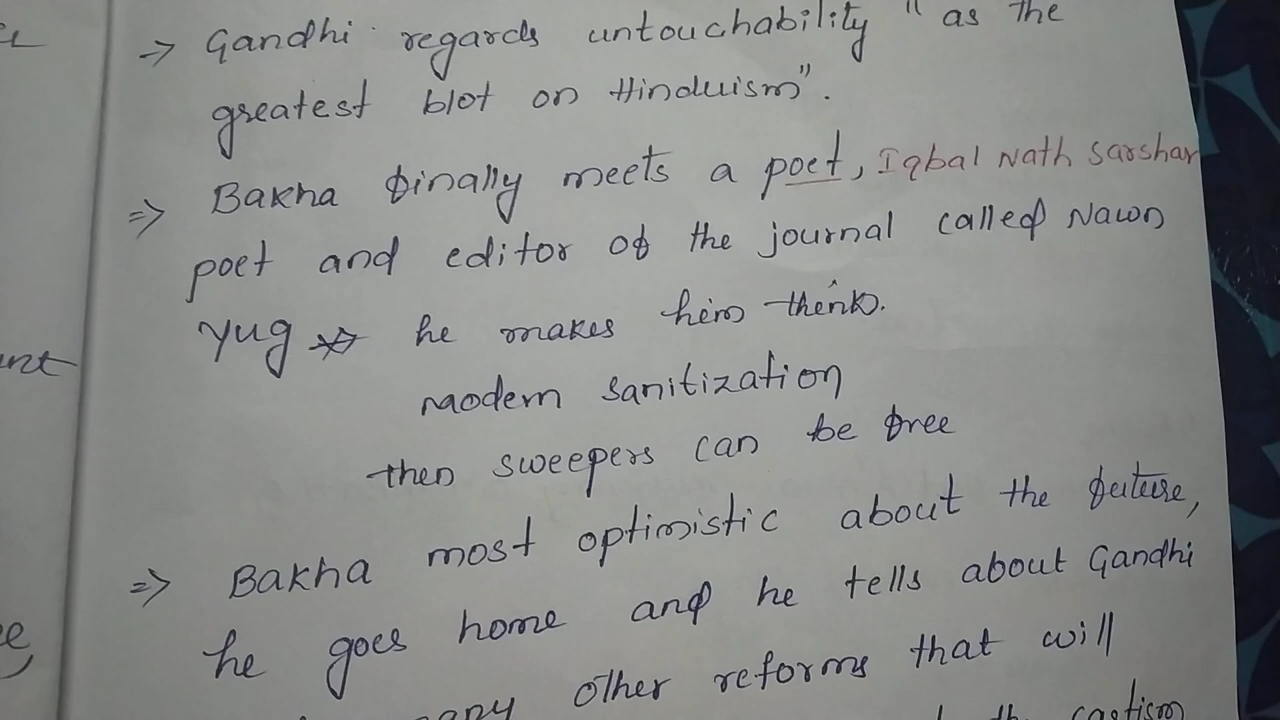 => Gandhi regards untouchability "as the
greatest blot on Hinduism".
=> Bakha finally meets a poet, Iqbal Nath Sarshar
poet and editor of the journal called Nawn
Yug ☆ he makes him think.
Modern sanitization
then sweepers can be free
=> Bakha most optimistic about the future,
he goes home and he tells about Gandhi
other reforms that will
castism